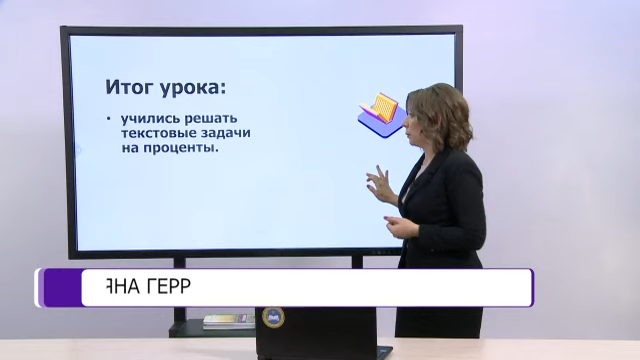 Итог урока:
• учились решать
текстовые задачи
на проценты.
ЯНА ГЕРР